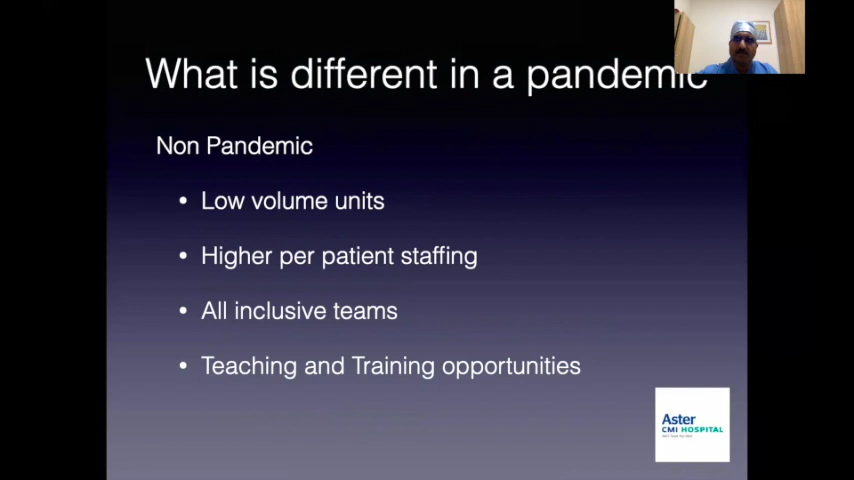 What is different in a pandemic
Non Pandemic
• Low volume units
• Higher per patient staffing
• All inclusive teams
• Teaching and Training opportunities
Aster
CMI HOSPITAL